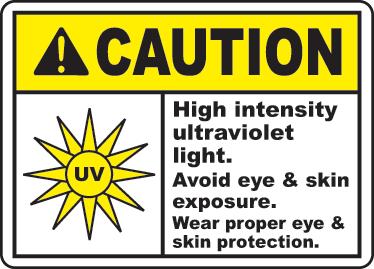 CAUTION
UV
High intensity
ultraviolet
light.
Avoid eye & skin
exposure.
Wear proper eye &
skin protection.